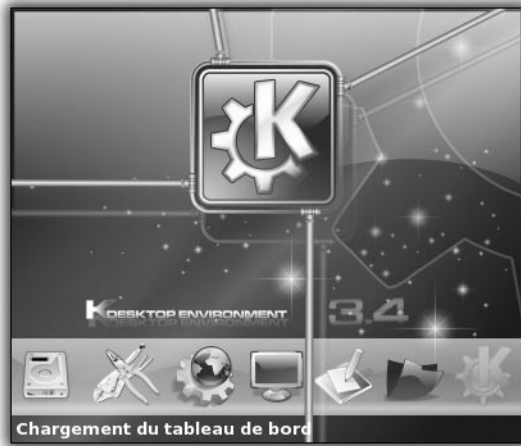 K DESKTOP ENVIRONMENT 3.4
Chargement du tableau de bord